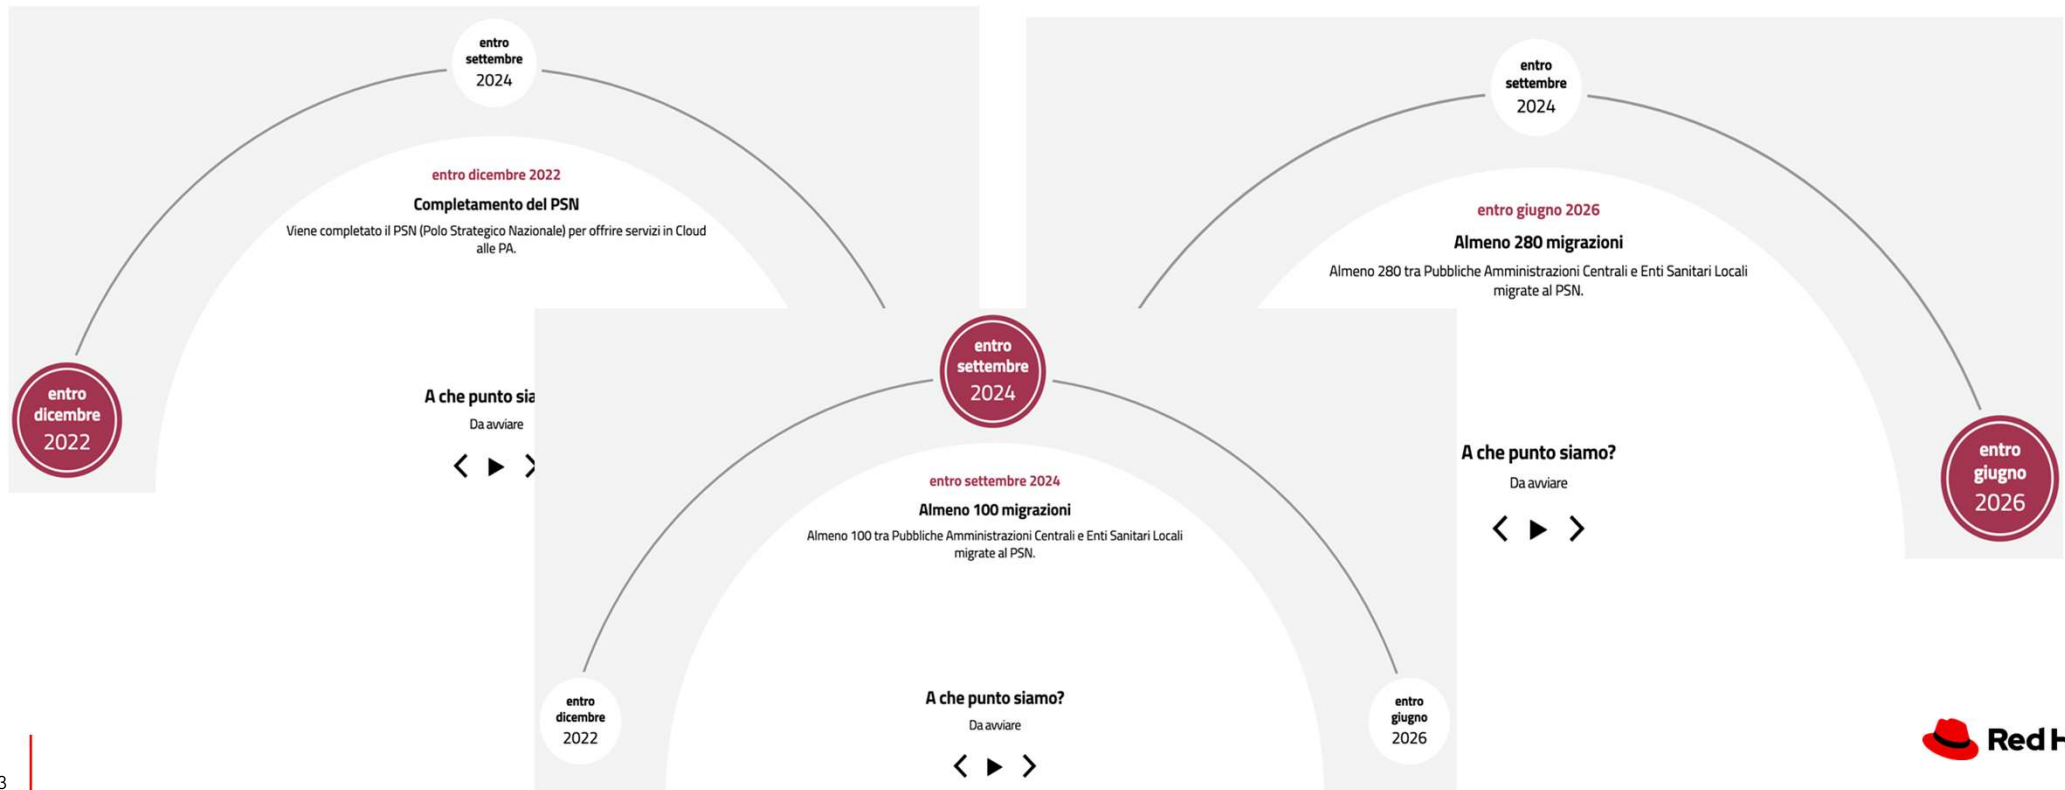 entro
settembre
2024
entro dicembre 2022
Completamento del PSN
Viene completato il PSN (Polo Strategico Nazionale) per offrire servizi in Cloud
alle PA.
entro
dicembre
2022
A che punto sia
Da avviare
entro
settembre
2024
entro settembre 2024
Almeno 100 migrazioni
Almeno 100 tra Pubbliche Amministrazioni Centrali e Enti Sanitari Locali
migrate al PSN.
entro
dicembre
2022
A che punto siamo?
Da avviare
entro
giugno
2026
entro
settembre
2024
entro giugno 2026
Almeno 280 migrazioni
Almeno 280 tra Pubbliche Amministrazioni Centrali e Enti Sanitari Locali
migrate al PSN.
A che punto siamo?
Da avviare
entro
giugno
2026
3
Red H